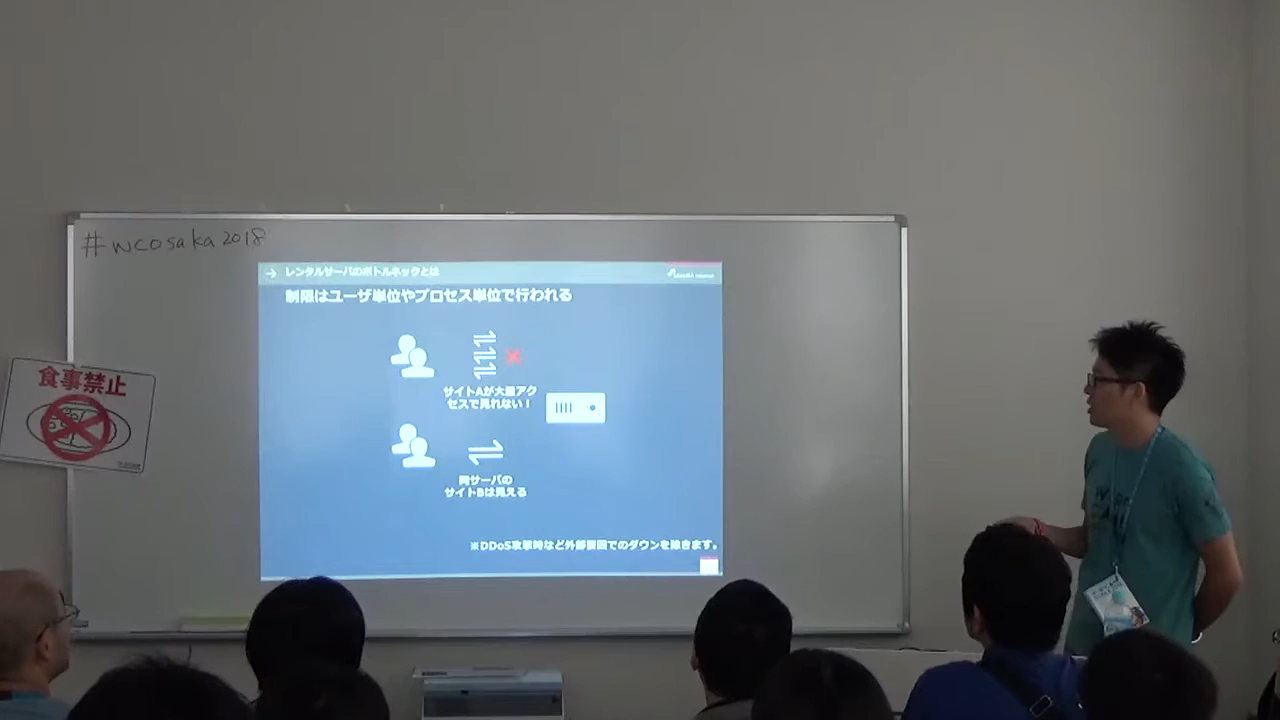 #wcosaka2018
→ レンタルサーバのボトルネックとは
制限はユーザ単位やプロセス単位で行われる
サイトAが大量アク
セスで見れない！
同サーバの
サイトBは見える
※DDoS攻撃時など外部要因でのダウンを除きます。
食事禁止